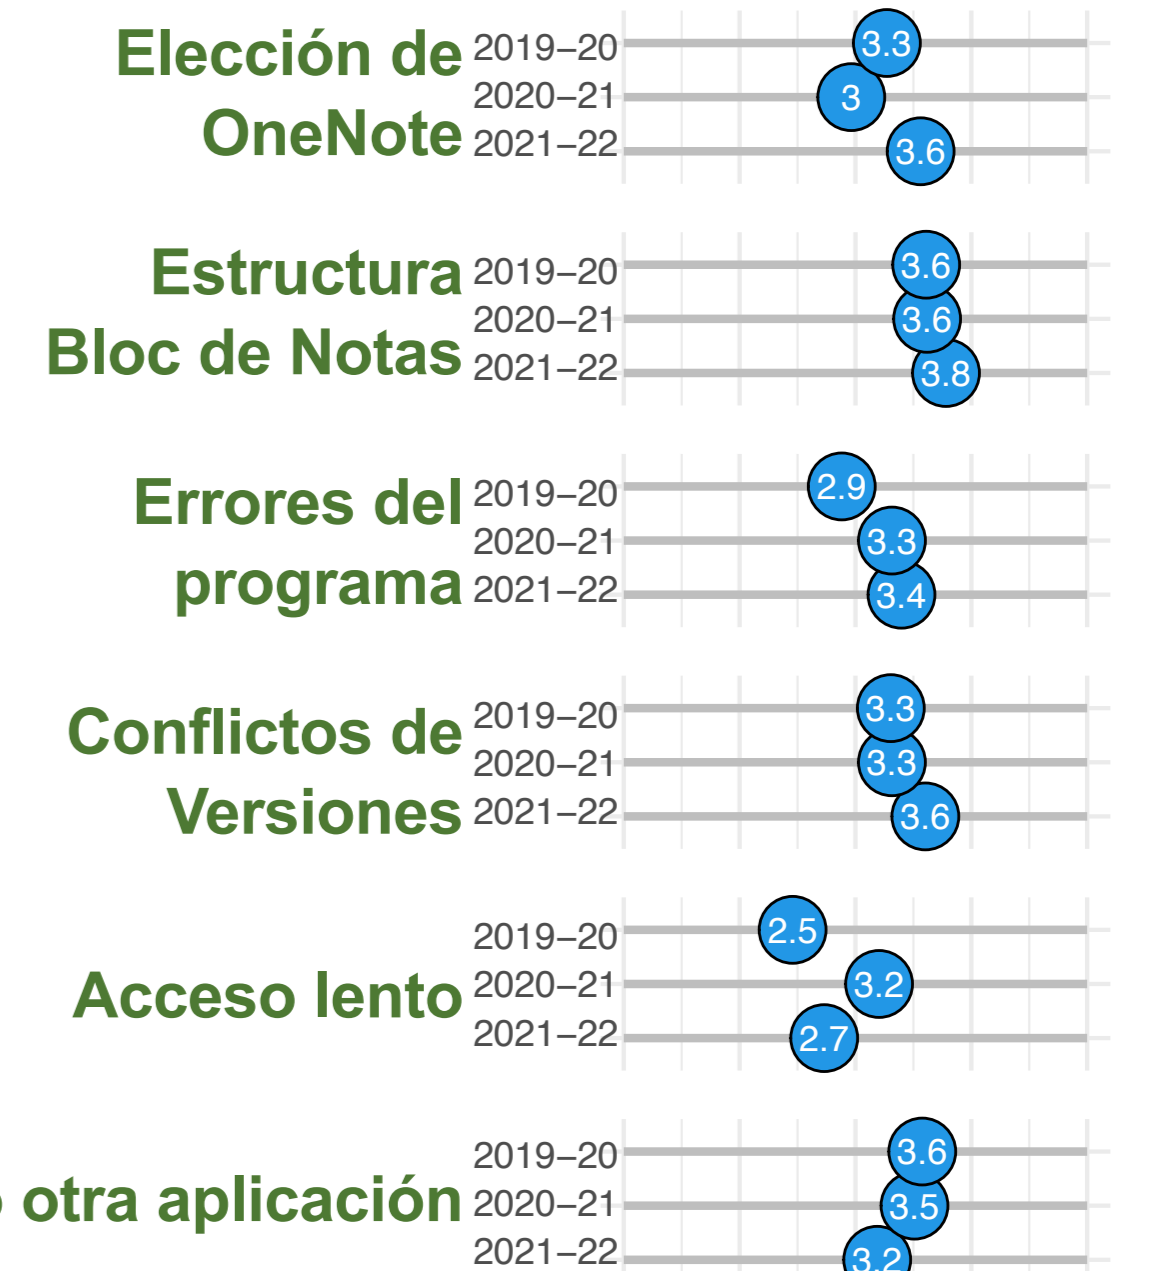 Elección de
OneNote
2019–20 3.3
2020–21 3
2021–22 3.6
Estructura
Bloc de Notas
2019–20 3.6
2020–21 3.6
2021–22 3.8
Errores del
programa
2019–20 2.9
2020–21 3.3
2021–22 3.4
Conflictos de
Versiones
2019–20 3.3
2020–21 3.3
2021–22 3.6
Acceso lento
2019–20 2.5
2020–21 3.2
2021–22 2.7
otra aplicación
2019–20 3.6
2020–21 3.5
2021–22 3.2